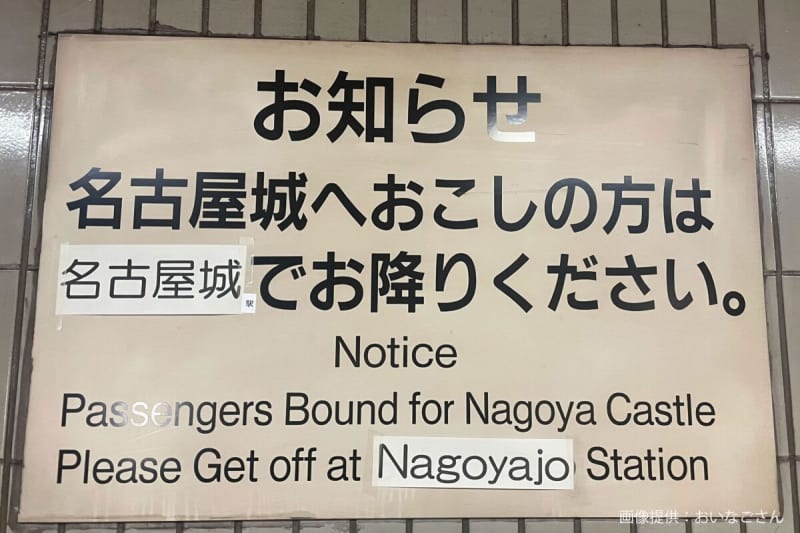 お知らせ
名古屋城へおこしの方は
名古屋城駅でお降りください。
Notice
Passengers Bound for Nagoya Castle
Please Get off at Nagoyajo Station
画像提供：おいなごさん